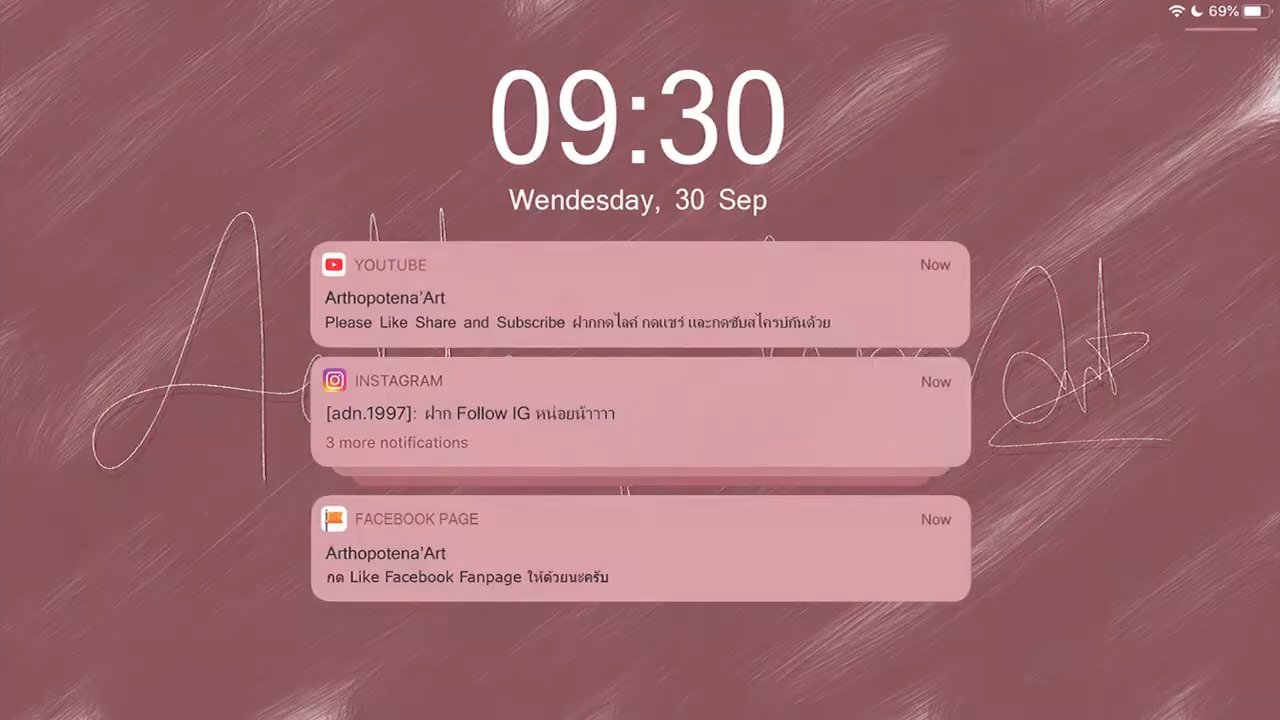 69%
09:30
Wendesday, 30 Sep
YOUTUBE Now
Arthopotena'Art
Please Like Share and Subscribe ฝากกดไลค์ กดแชร์ และกดซับสไครบ์กันด้วย
INSTAGRAM Now
[adn.1997]: ฝาก Follow IG หน่อยน้าาาา
3 more notifications
Art
FACEBOOK PAGE Now
Arthopotena'Art
กด Like Facebook Fanpage ให้ด้วยนะครับ